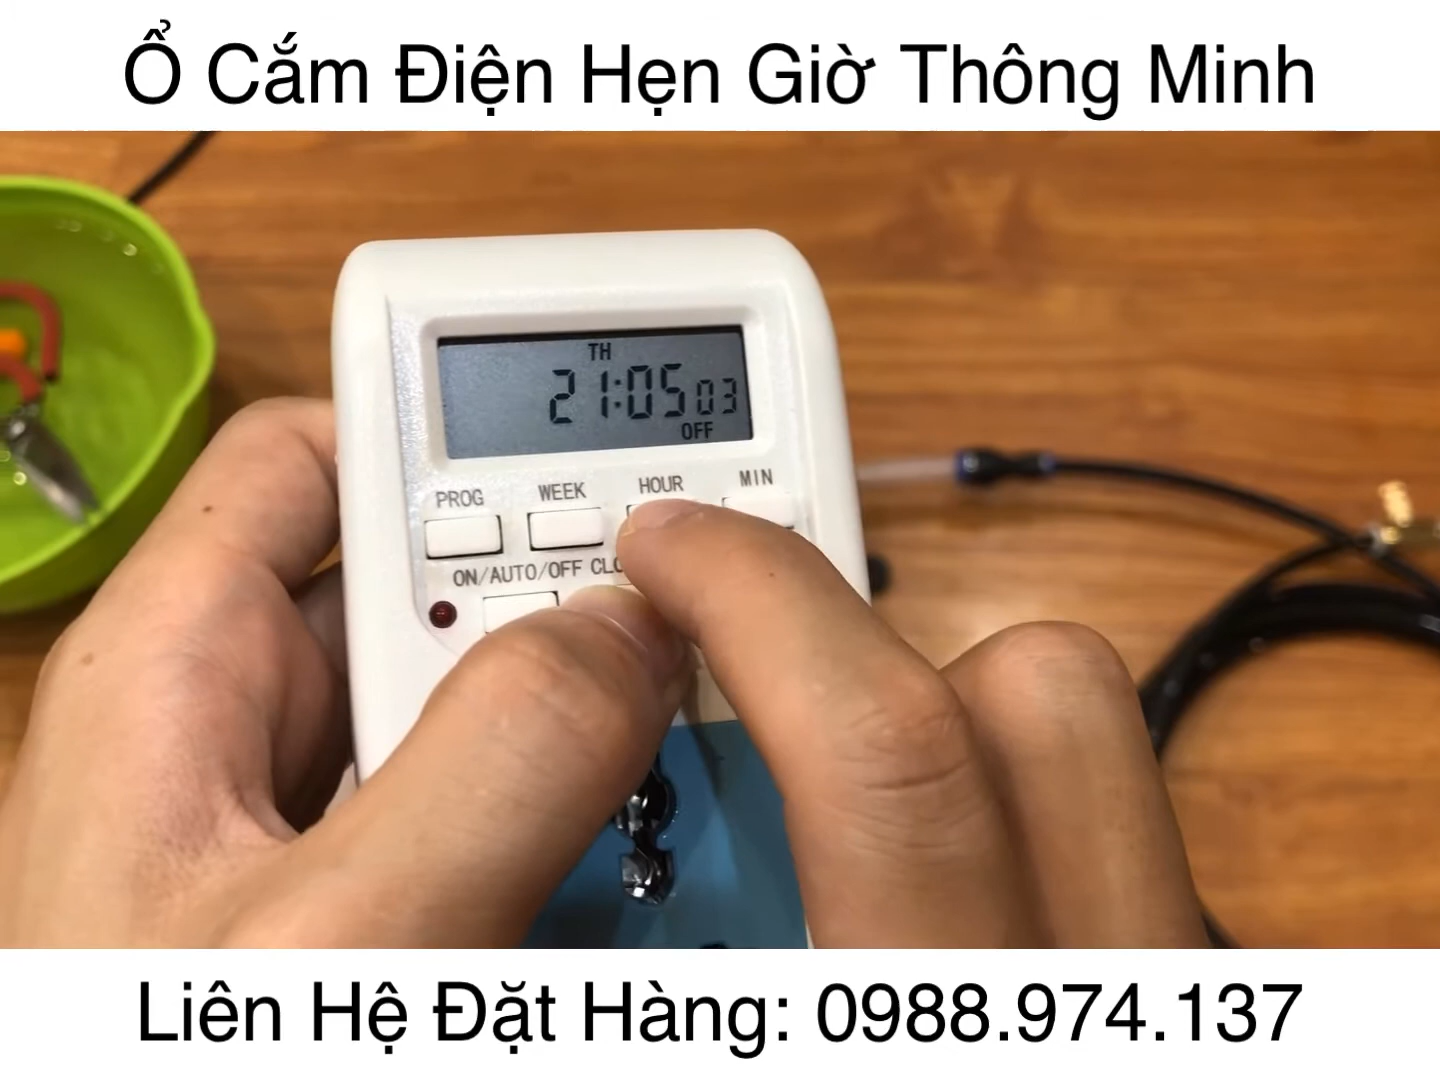 Ổ Cắm Điện Hẹn Giờ Thông Minh
TH
21:05 03
OFF
PROG WEEK HOUR MIN
ON/AUTO/OFF
Liên Hệ Đặt Hàng: 0988.974.137